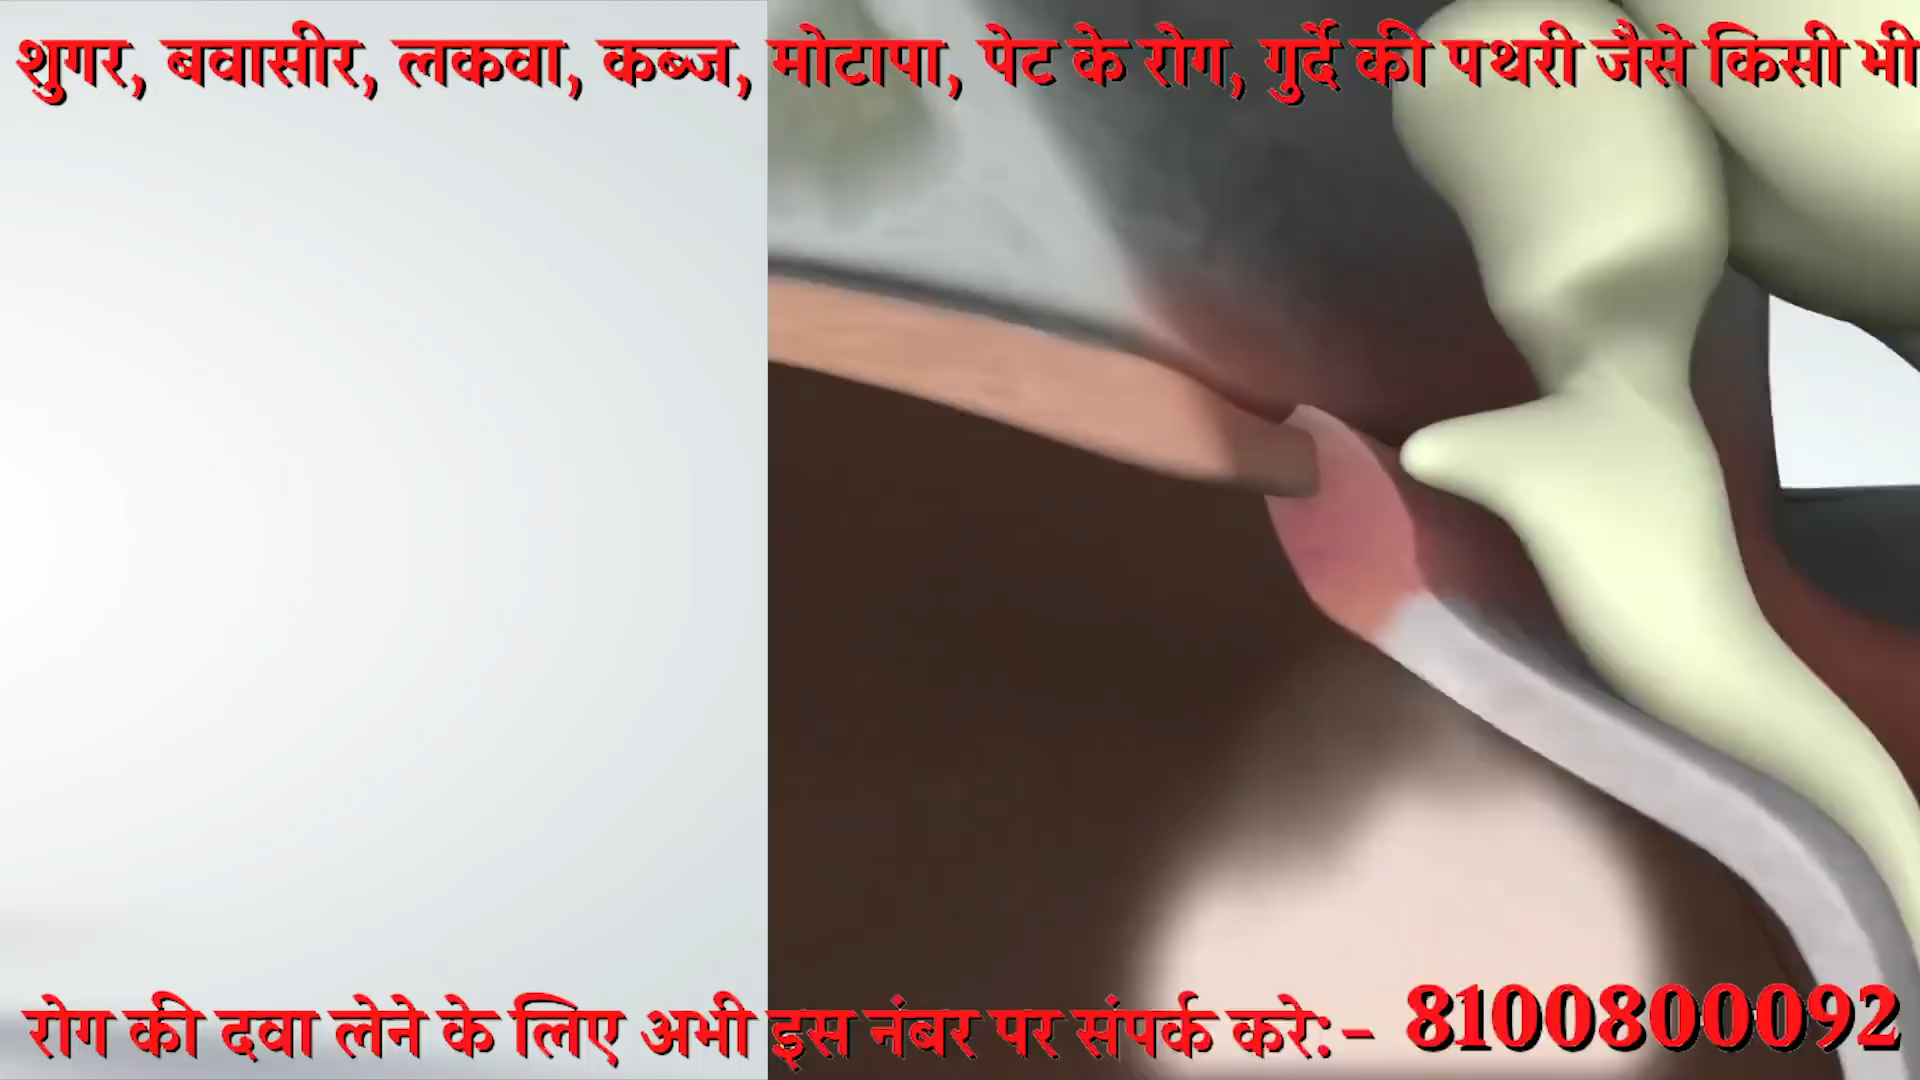 शुगर, बवासीर, लकवा, कब्ज, मोटापा, पेट के रोग, गुर्दे की पथरी जैसे किसी भी
रोग की दवा लेने के लिए अभी इस नंबर पर संपर्क करे:- 8100800092